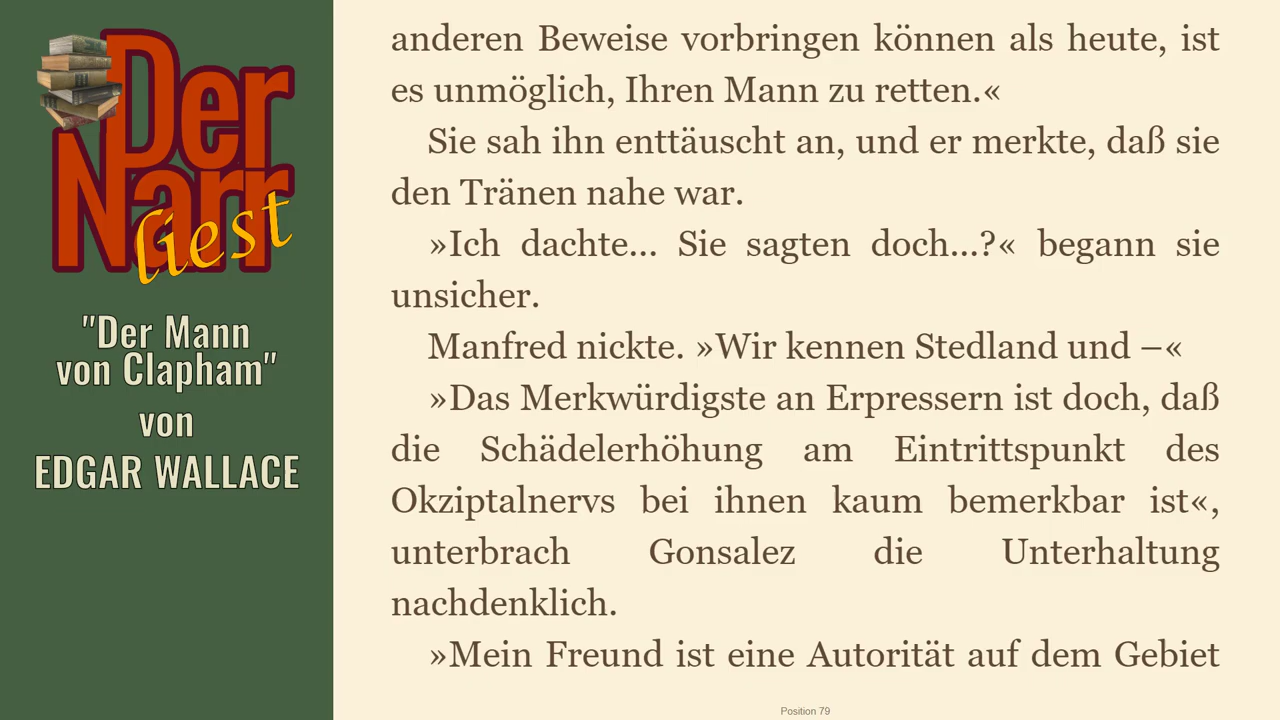 Der
Narr
liest
"Der Mann
von Clapham"
von
EDGAR WALLACE
anderen Beweise vorbringen können als heute, ist
es unmöglich, Ihren Mann zu retten.«
Sie sah ihn enttäuscht an, und er merkte, daß sie
den Tränen nahe war.
»Ich dachte... Sie sagten doch...?« begann sie
unsicher.
Manfred nickte. »Wir kennen Stedland und –«
»Das Merkwürdigste an Erpressern ist doch, daß
die Schädelerhöhung am Eintrittspunkt des
Okziptalnervs bei ihnen kaum bemerkbar ist«,
unterbrach Gonsalez die Unterhaltung
nachdenklich.
»Mein Freund ist eine Autorität auf dem Gebiet
Position 79